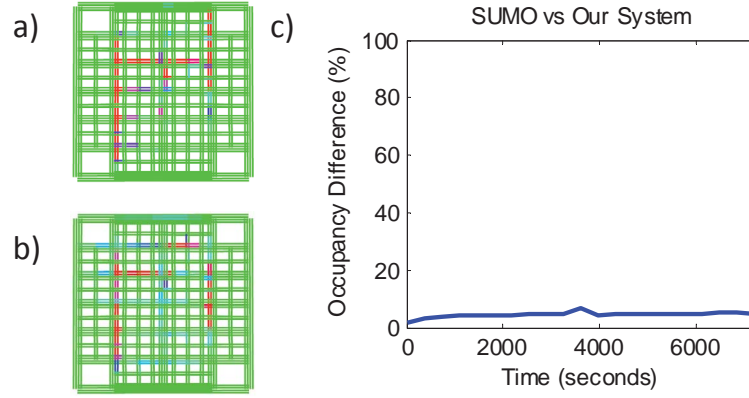 a)
b)
c)
SUMO vs Our System
100
80
60
40
20
0
Occupancy Difference (%)
0 2000 4000 6000
Time (seconds)